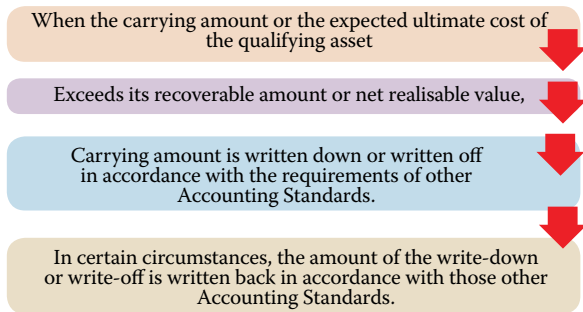 When the carrying amount or the expected ultimate cost of
the qualifying asset
Exceeds its recoverable amount or net realisable value,
Carrying amount is written down or written off
in accordance with the requirements of other
Accounting Standards.
In certain circumstances, the amount of the write-down
or write-off is written back in accordance with those other
Accounting Standards.